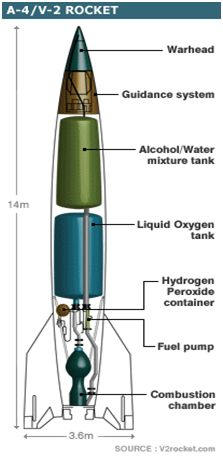 A-4/V-2 ROCKET
Warhead
Guidance system
Alcohol/Water
mixture tank
14m
Liquid Oxygen
tank
Hydrogen
Peroxide
container
Fuel pump
Combustion
chamber
3.6m
SOURCE : V2rocket.com